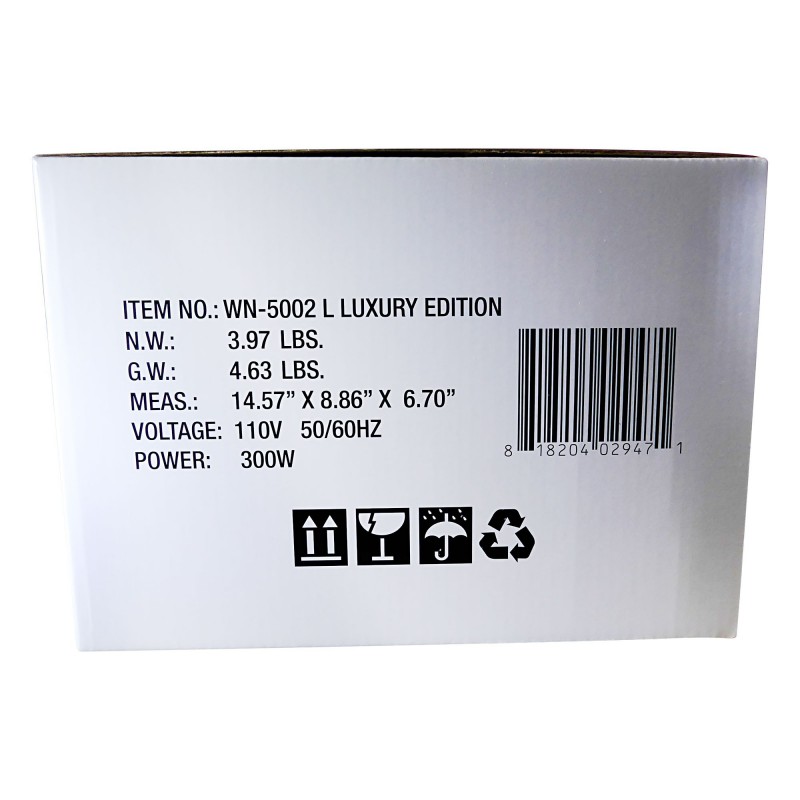 ITEM NO.: WN-5002 L LUXURY EDITION
N.W.: 3.97 LBS.
G.W.: 4.63 LBS.
MEAS.: 14.57” X 8.86” X 6.70”
VOLTAGE: 110V 50/60HZ
POWER: 300W
8 18204 02947 1